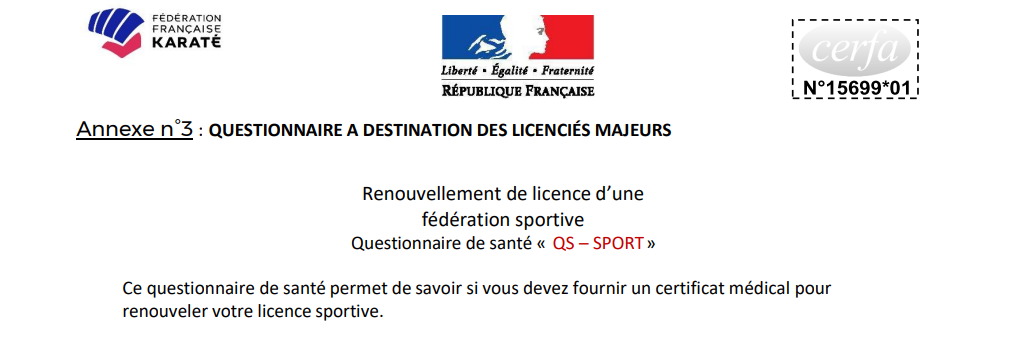 FÉDÉRATION
FRANÇAISE
KARATÉ
Liberté • Égalité • Fraternité
RÉPUBLIQUE FRANÇAISE
cerfa
N°15699*01
Annexe n°3 : QUESTIONNAIRE A DESTINATION DES LICENCIÉS MAJEURS
Renouvellement de licence d’une
fédération sportive
Questionnaire de santé « QS – SPORT »
Ce questionnaire de santé permet de savoir si vous devez fournir un certificat médical pour
renouveler votre licence sportive.